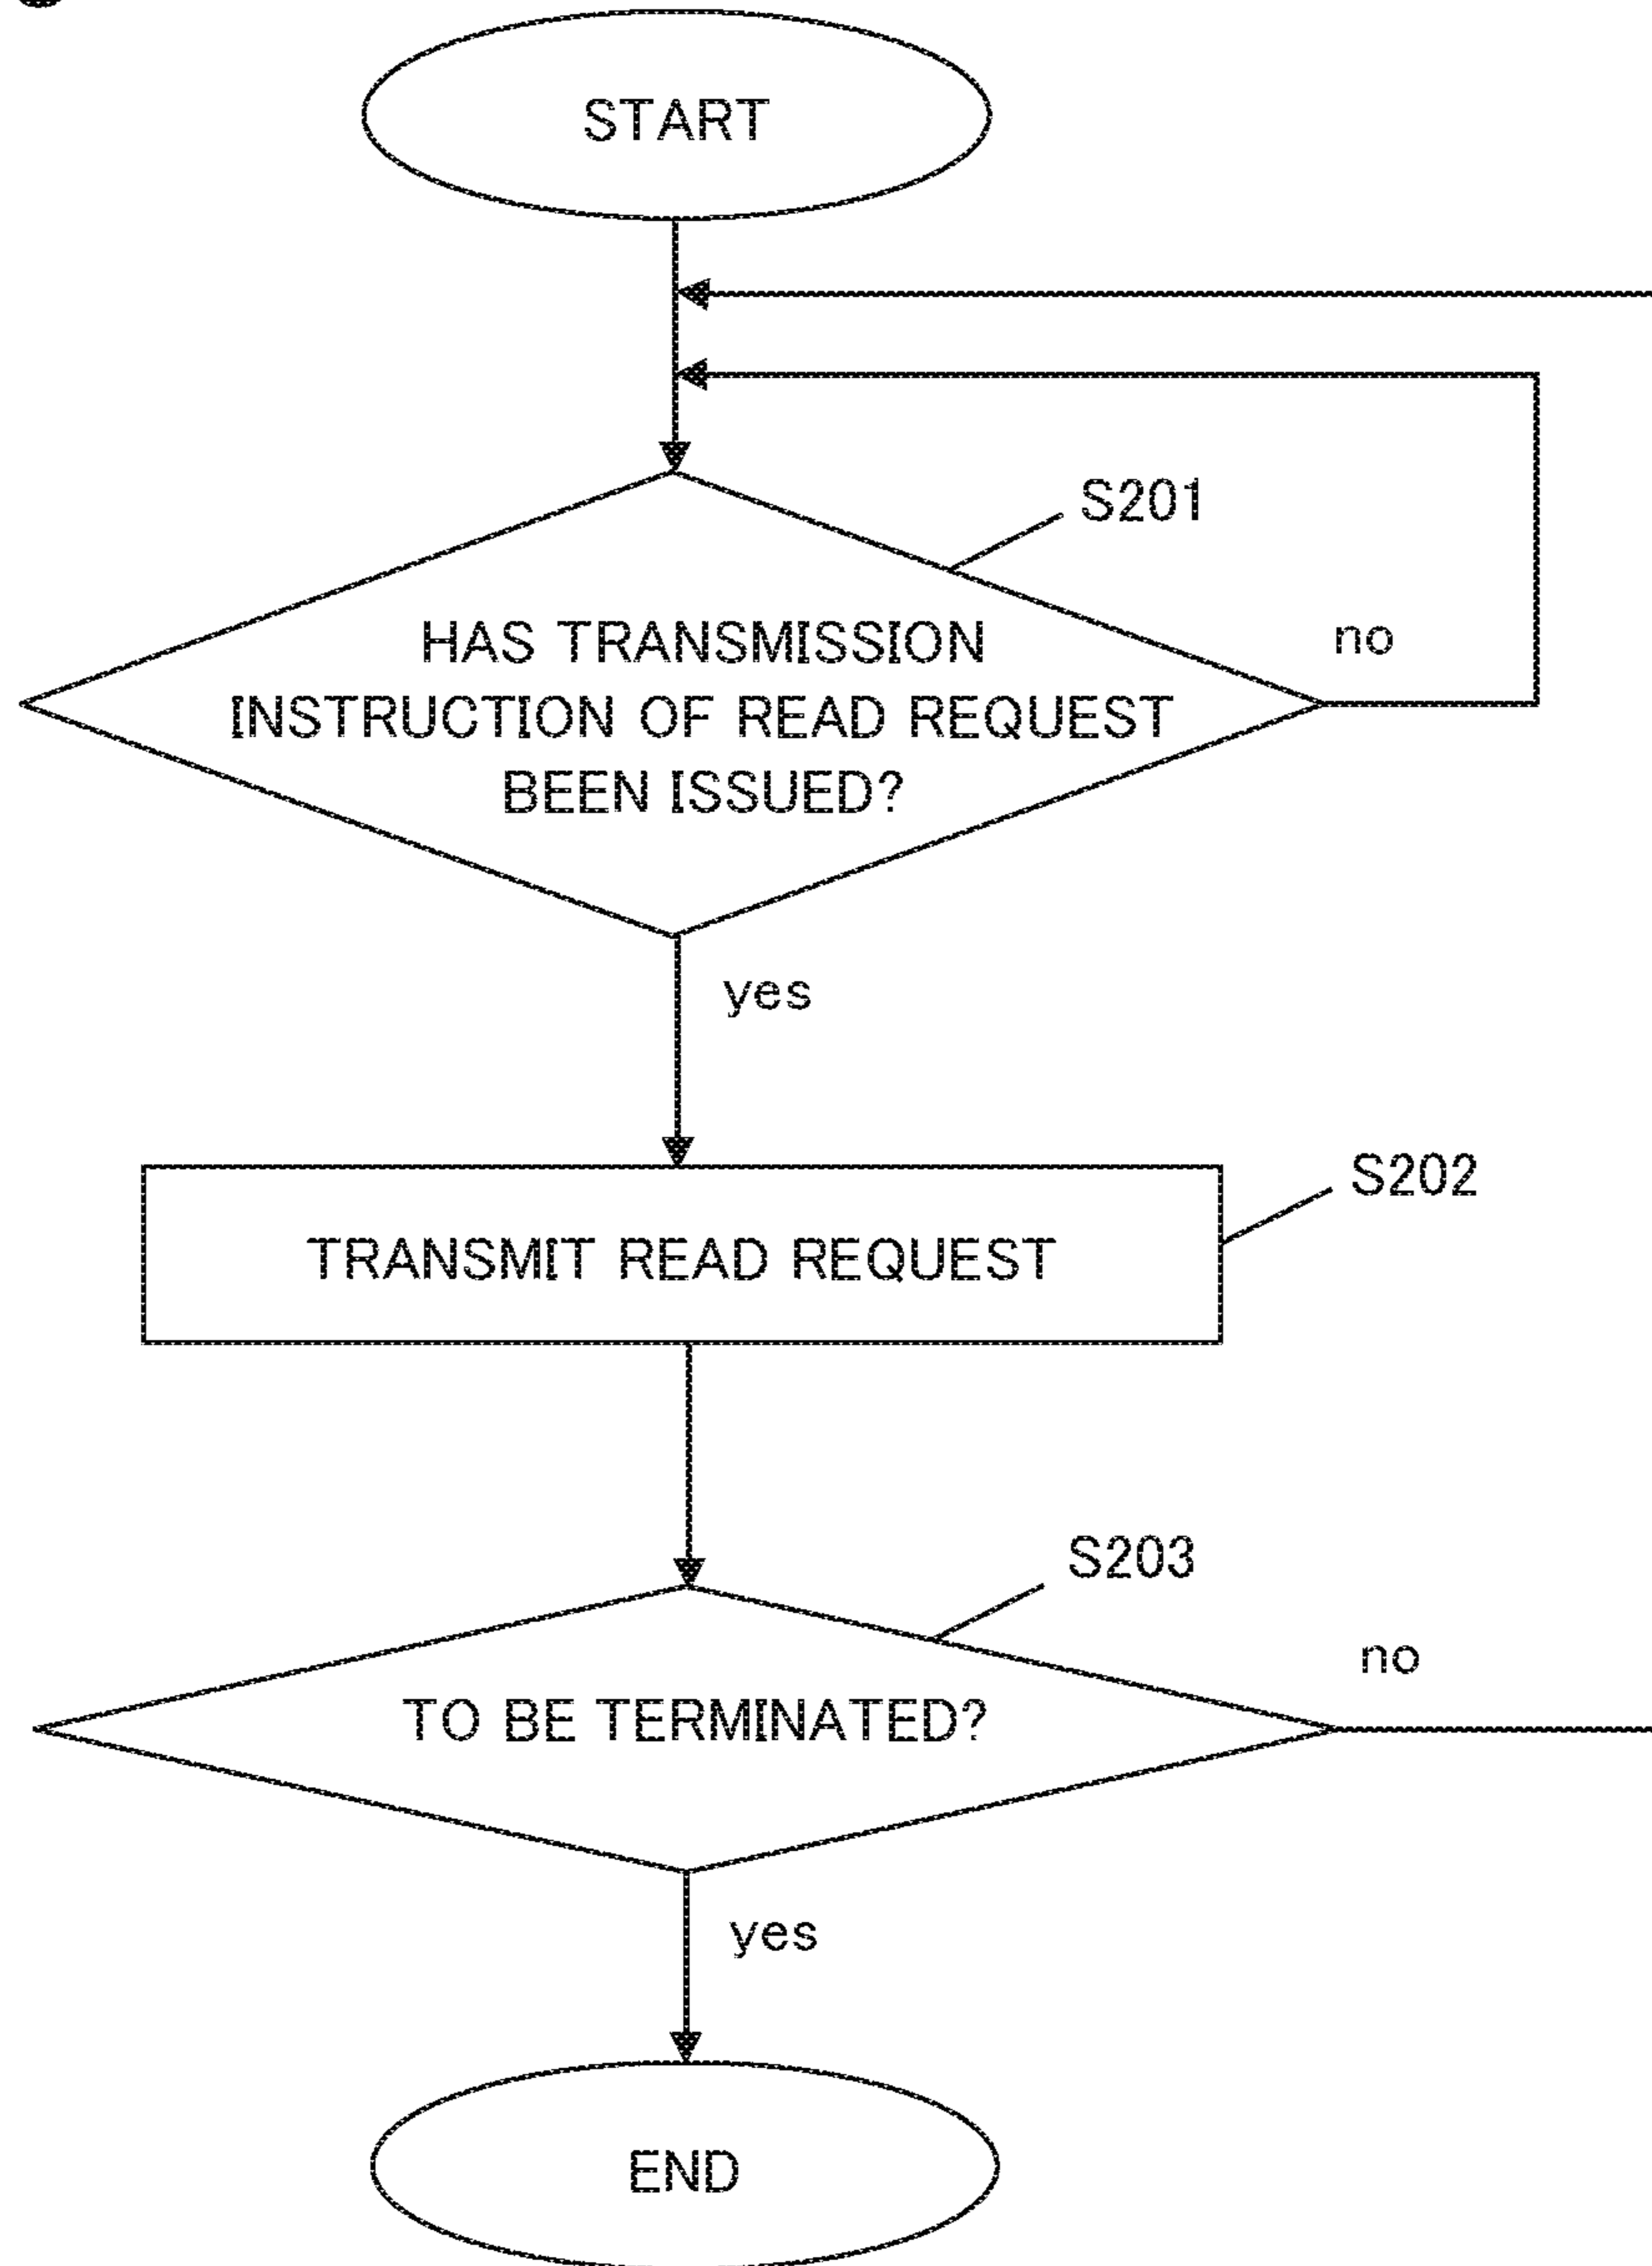 START
S201
HAS TRANSMISSION
no
INSTRUCTION OF READ REQUEST
BEEN ISSUED?
yes
S202
TRANSMIT READ REQUEST
S203
no
TO BE TERMINATED?
yes
END